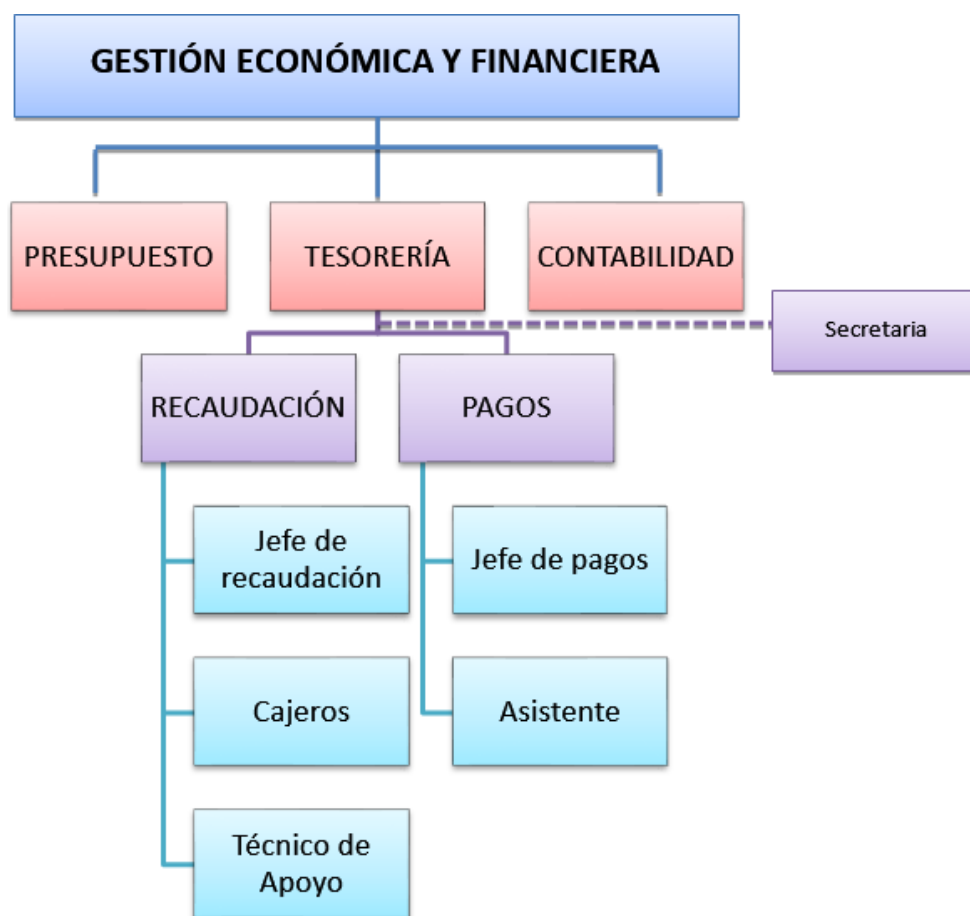 GESTIÓN ECONÓMICA Y FINANCIERA
PRESUPUESTO
TESORERÍA
CONTABILIDAD
Secretaria
RECAUDACIÓN
PAGOS
Jefe de
recaudación
Jefe de pagos
Cajeros
Asistente
Técnico de
Apoyo